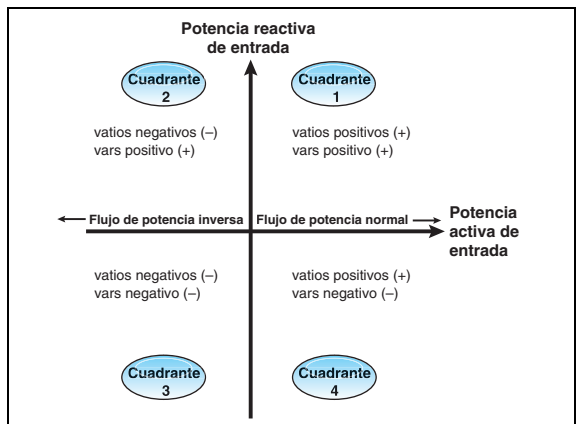 Potencia reactiva
de entrada
Cuadrante
2
Cuadrante
1
vatios negativos (–)
vars positivo (+)
vatios positivos (+)
vars positivo (+)
Flujo de potencia inversa
Flujo de potencia normal
Potencia
activa de
entrada
vatios negativos (–)
vars negativo (–)
vatios positivos (+)
vars negativo (–)
Cuadrante
3
Cuadrante
4